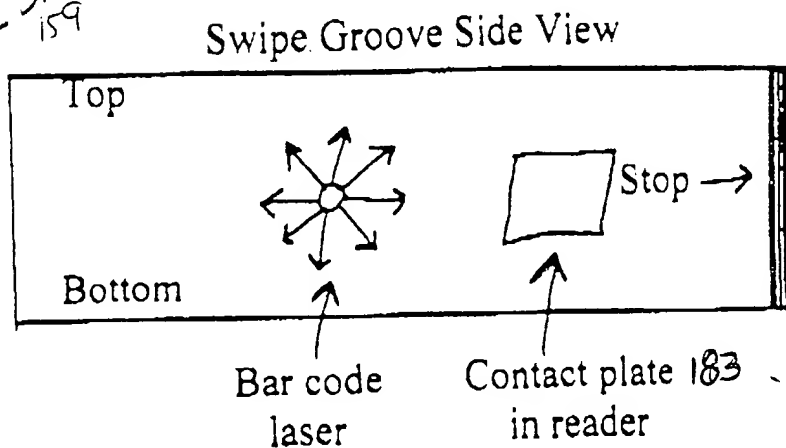 159
Swipe Groove Side View
Top
Stop
Bottom
Bar code
laser
Contact plate 183
in reader